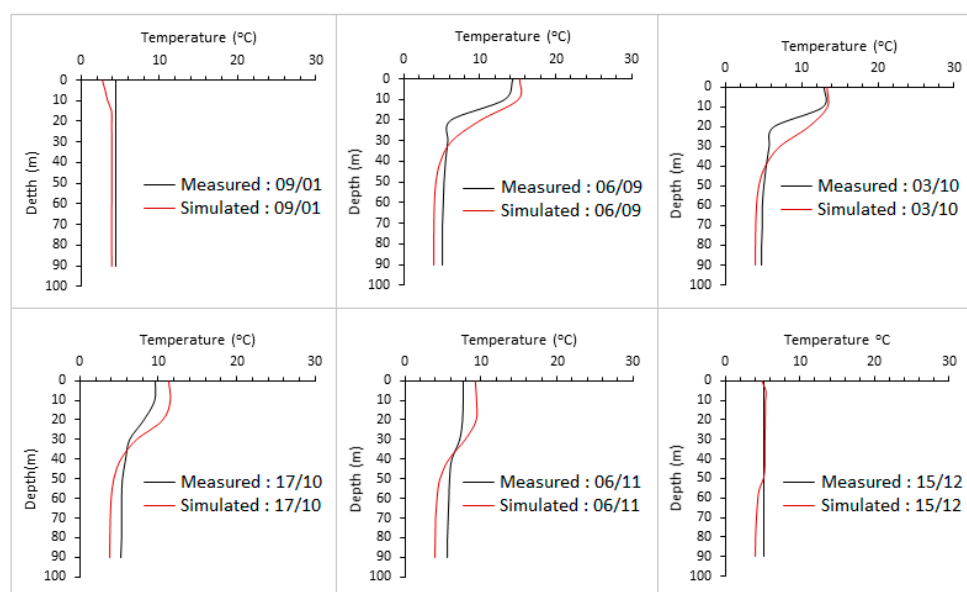 Temperature (°C)
0 10 20 30
0
10
20
30
40
50
60
70
80
90
100
Detth (m)
Measured : 09/01
Simulated : 09/01
Temperature (°C)
0 10 20 30
0
10
20
30
40
50
60
70
80
90
100
Depth (m)
Measured : 06/09
Simulated : 06/09
Temperature (°C)
0 10 20 30
0
10
20
30
40
50
60
70
80
90
100
Depth (m)
Measured : 03/10
Simulated : 03/10
Temperature (°C)
0 10 20 30
0
10
20
30
40
50
60
70
80
90
100
Depth(m)
Measured : 17/10
Simulated : 17/10
Temperature (°C)
0 10 20 30
0
10
20
30
40
50
60
70
80
90
100
Depth (m)
Measured : 06/11
Simulated : 06/11
Temperature °C
0 10 20 30
0
10
20
30
40
50
60
70
80
90
100
Depth (m)
Measured : 15/12
Simulated : 15/12